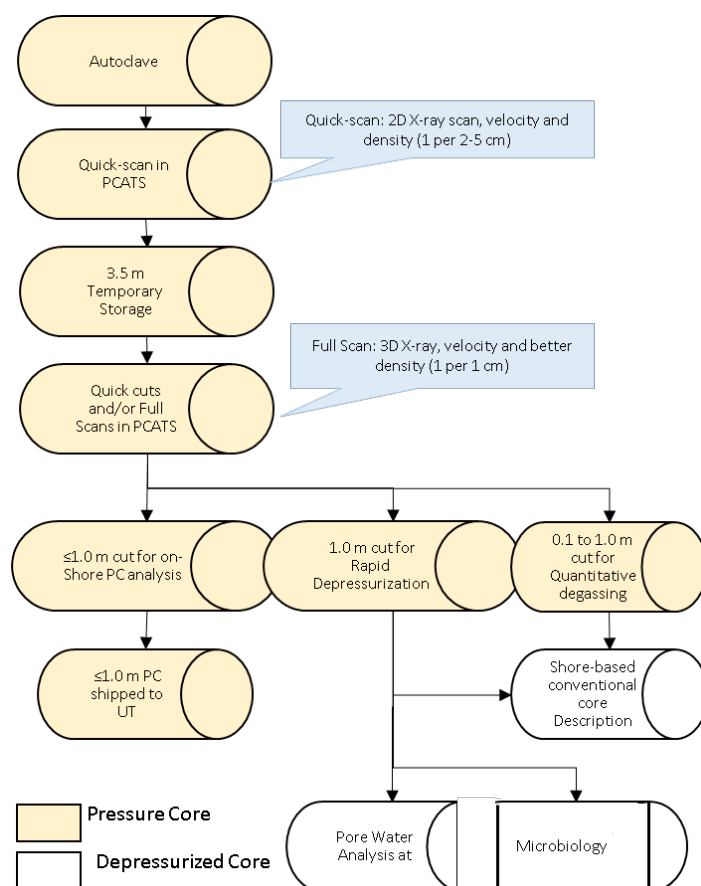 Autoclave
Quick-scan: 2D X-ray scan, velocity and
density (1 per 2-5 cm)
Quick-scan in
PCATS
3.5 m
Temporary
Storage
Full Scan: 3D X-ray, velocity and better
density (1 per 1 cm)
Quick cuts
and/or Full
Scans in PCATS
≤1.0 m cut for on-
Shore PC analysis
1.0 m cut for
Rapid
Depressurization
0.1 to 1.0 m
cut for
Quantitative
degassing
≤1.0 m PC
shipped to
UT
Shore-based
conventional
core
Description
Pressure Core
Depressurized Core
Pore Water
Analysis at
Microbiology